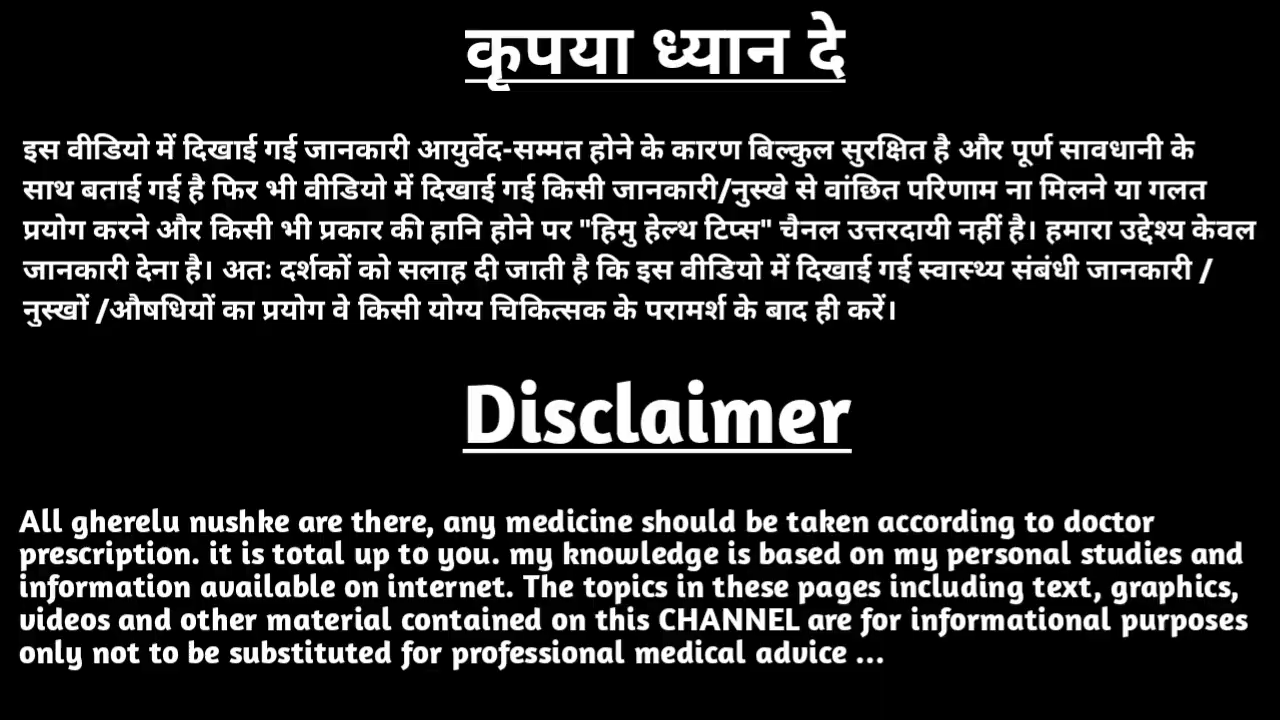 कृपया ध्यान दे
इस वीडियो में दिखाई गई जानकारी आयुर्वेद-सम्मत होने के कारण बिल्कुल सुरक्षित है और पूर्ण सावधानी के
साथ बताई गई है फिर भी वीडियो में दिखाई गई किसी जानकारी/नुस्खे से वांछित परिणाम ना मिलने या गलत
प्रयोग करने और किसी भी प्रकार की हानि होने पर "हिमु हेल्थ टिप्स" चैनल उत्तरदायी नहीं है। हमारा उद्देश्य केवल
जानकारी देना है। अतः दर्शकों को सलाह दी जाती है कि इस वीडियो में दिखाई गई स्वास्थ्य संबंधी जानकारी /
नुस्खों /औषधियों का प्रयोग वे किसी योग्य चिकित्सक के परामर्श के बाद ही करें।
Disclaimer
All gherelu nushke are there, any medicine should be taken according to doctor
prescription. it is total up to you. my knowledge is based on my personal studies and
information available on internet. The topics in these pages including text, graphics,
videos and other material contained on this CHANNEL are for informational purposes
only not to be substituted for professional medical advice ...